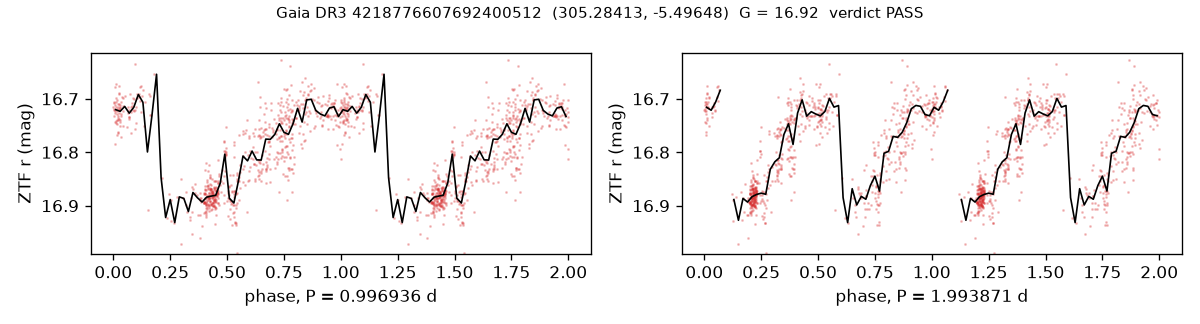 Gaia DR3 4218776607692400512 (305.28413, -5.49648) G = 16.92 verdict PASS
ZTF r (mag)
16.7
16.8
16.9
0.00 0.25 0.50 0.75 1.00 1.25 1.50 1.75 2.00
phase, P = 0.996936 d
ZTF r (mag)
16.7
16.8
16.9
0.00 0.25 0.50 0.75 1.00 1.25 1.50 1.75 2.00
phase, P = 1.993871 d